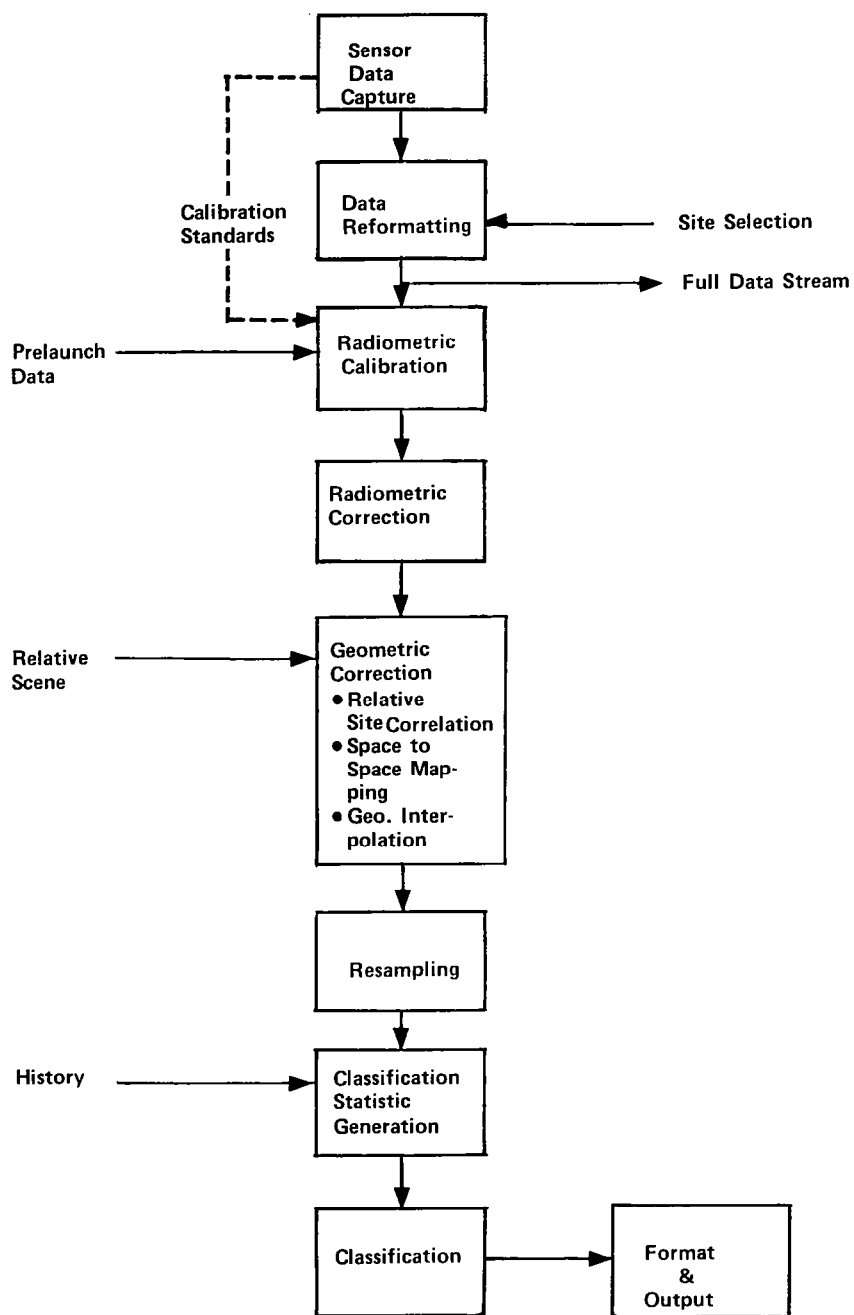 Sensor
Data
Capture
Data
Reformatting
Calibration
Standards
Site Selection
Full Data Stream
Radiometric
Calibration
Prelaunch
Data
Radiometric
Correction
Relative
Scene
Geometric
Correction
• Relative
Site Correlation
• Space to
Space Map-
ping
• Geo. Inter-
polation
Resampling
History
Classification
Statistic
Generation
Classification
Format
&
Output